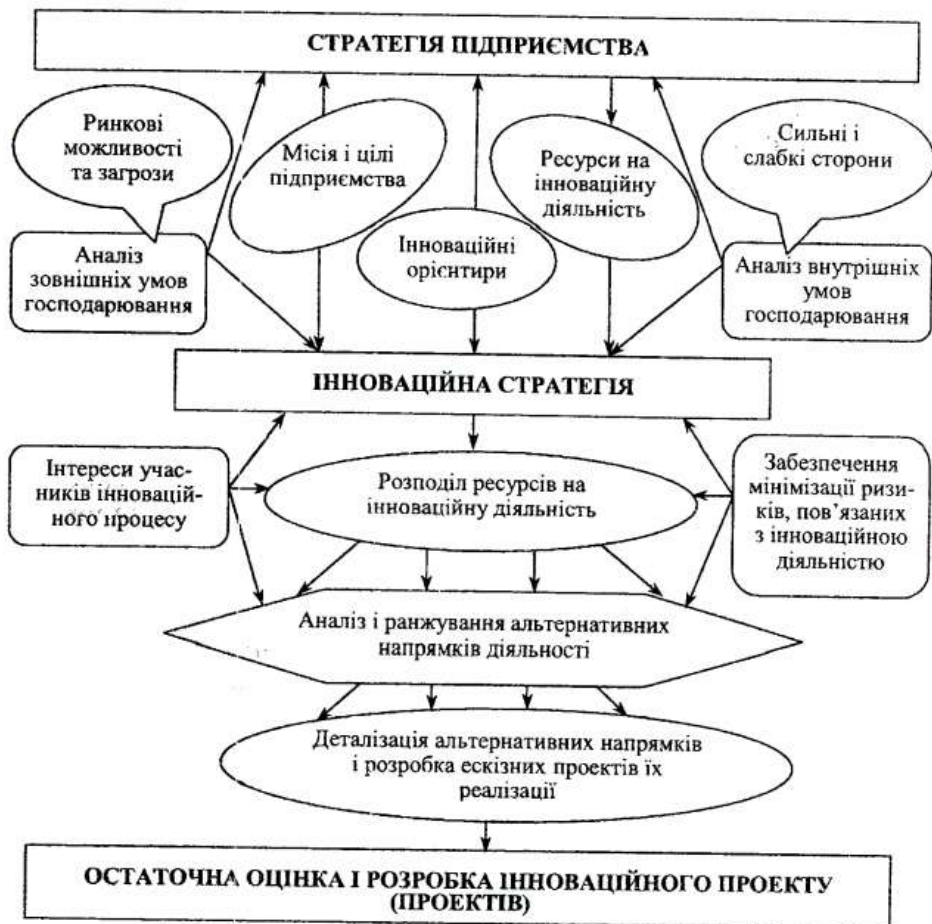 СТРАТЕГІЯ ПІДПРИЄМСТВА
Ринкові
можливості
та загрози
Місія і цілі
підприємства
Ресурси на
інноваційну
діяльність
Сильні і
слабкі сторони
Інноваційні
орієнтири
Аналіз
зовнішніх умов
господарювання
Аналіз внутрішніх
умов
господарювання
ІННОВАЦІЙНА СТРАТЕГІЯ
Інтереси учас-
ників інновацій-
ного процесу
Розподіл ресурсів на
інноваційну діяльність
Забезпечення
мінімізації ризи-
ків, пов’язаних
з інноваційною
діяльністю
Аналіз і ранжування альтернативних
напрямків діяльності
Деталізація альтернативних напрямків
і розробка ескізних проектів їх
реалізації
ОСТАТОЧНА ОЦІНКА І РОЗРОБКА ІННОВАЦІЙНОГО ПРОЕКТУ
(ПРОЕКТІВ)